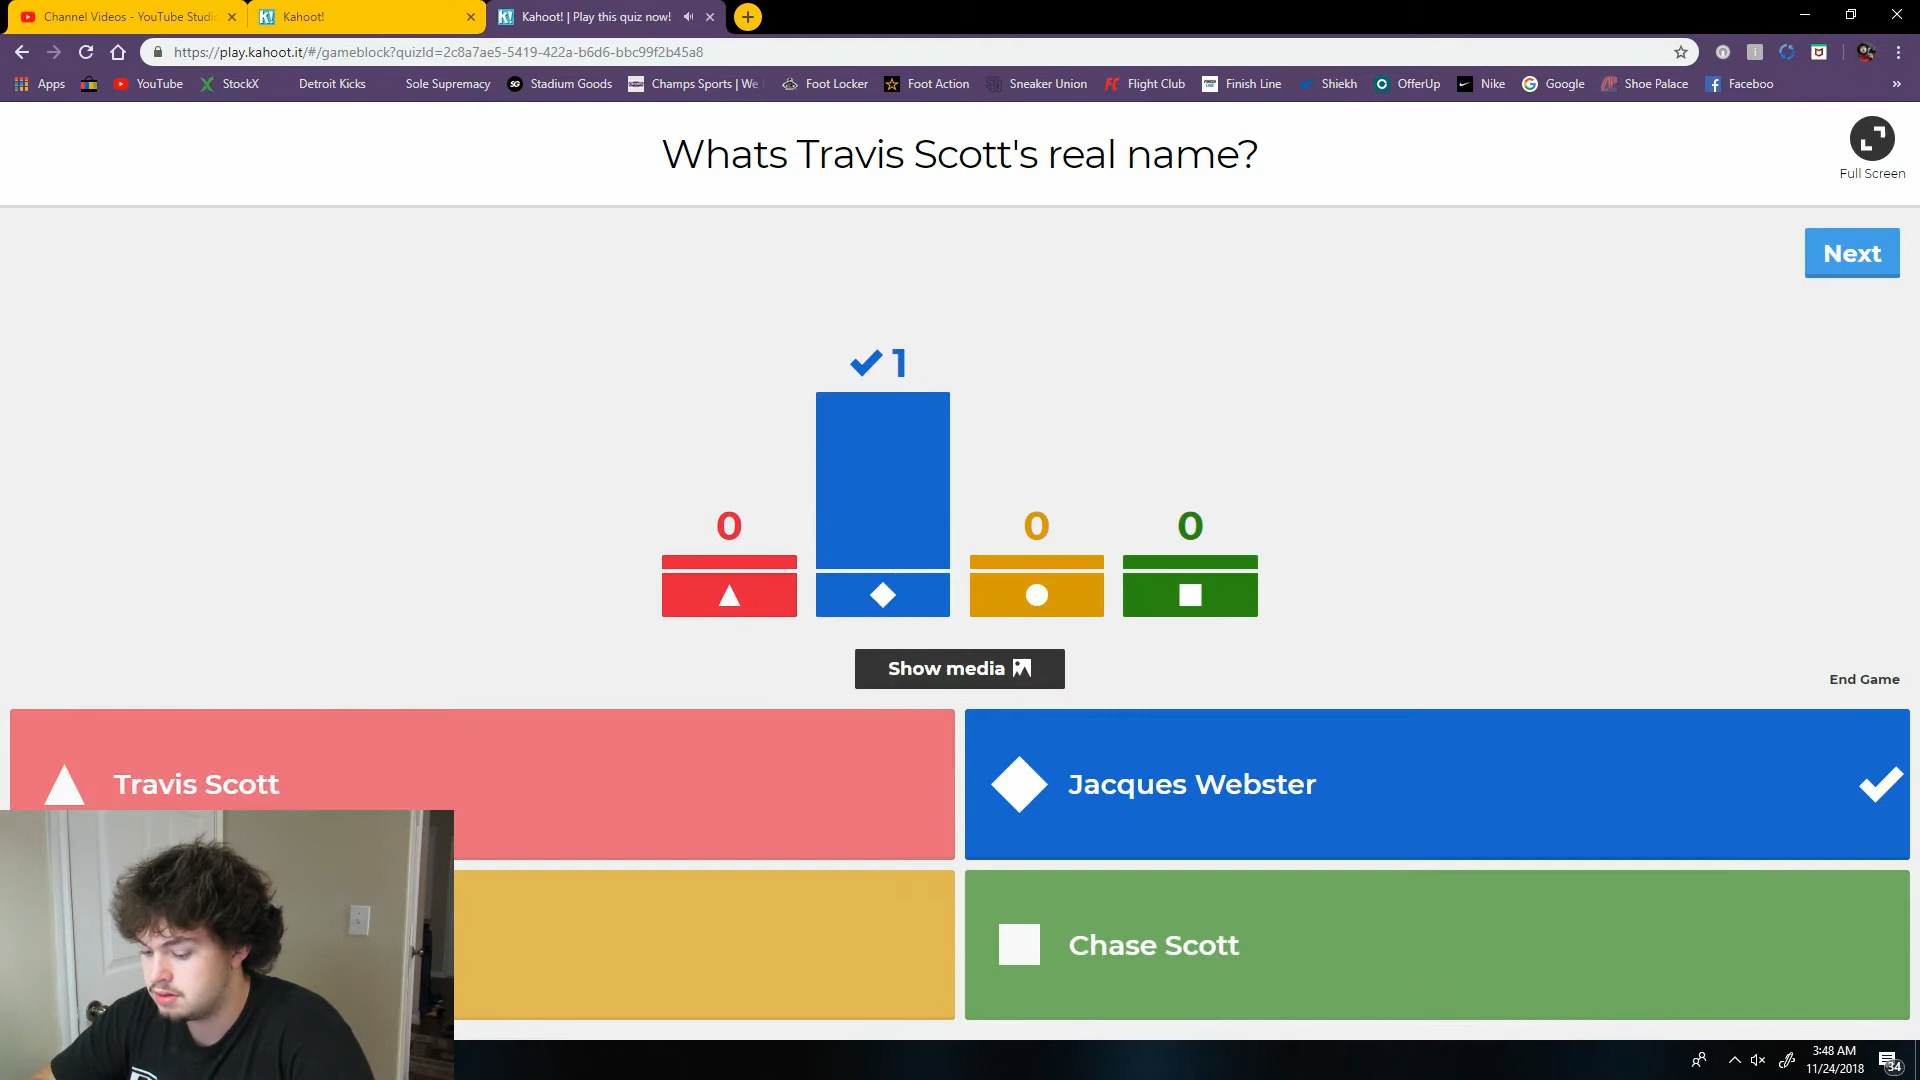 Channel Videos - YouTube Studi
Kahoot!
Kahoot! | Play this quiz now!
https://play.kahoot.it/#/gameblock?quizId=2c8a7ae5-5419-422a-b6d6-bbc99f2b45a8
Apps YouTube StockX Detroit Kicks Sole Supremacy SG Stadium Goods Champs Sports | We Foot Locker Foot Action Sneaker Union FC Flight Club Finish Line Shiekh OfferUp Nike Google Shoe Palace Faceboo »
Whats Travis Scott's real name?
Full Screen
Next
1
0
0
0
Show media
End Game
Travis Scott
Jacques Webster
Chase Scott
3:48 AM
11/24/2018
34